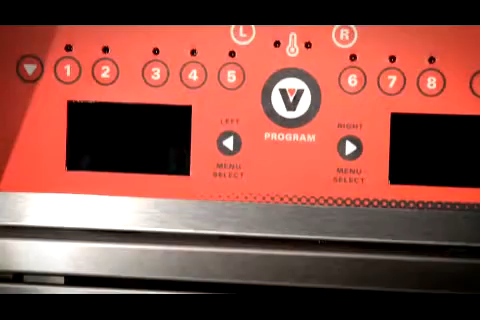 L R
1 2 3 4 5 6 7 8
V
PROGRAM
LEFT
MENU
SELECT
RIGHT
MENU
SELECT